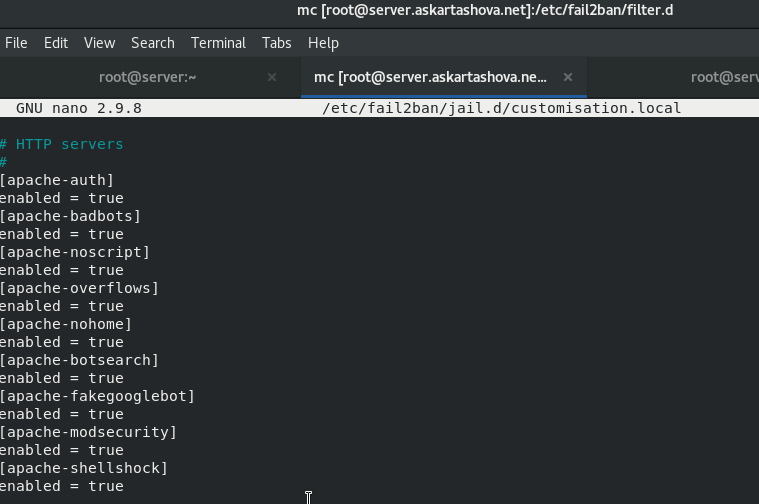 mc [root@server.askartashova.net]:/etc/fail2ban/filter.d
File Edit View Search Terminal Tabs Help
root@server:~ × mc [root@server.askartashova.ne... × root@serv
GNU nano 2.9.8 /etc/fail2ban/jail.d/customisation.local
# HTTP servers
#
[apache-auth]
enabled = true
[apache-badbots]
enabled = true
[apache-noscript]
enabled = true
[apache-overflows]
enabled = true
[apache-nohome]
enabled = true
[apache-botsearch]
enabled = true
[apache-fakegooglebot]
enabled = true
[apache-modsecurity]
enabled = true
[apache-shellshock]
enabled = true